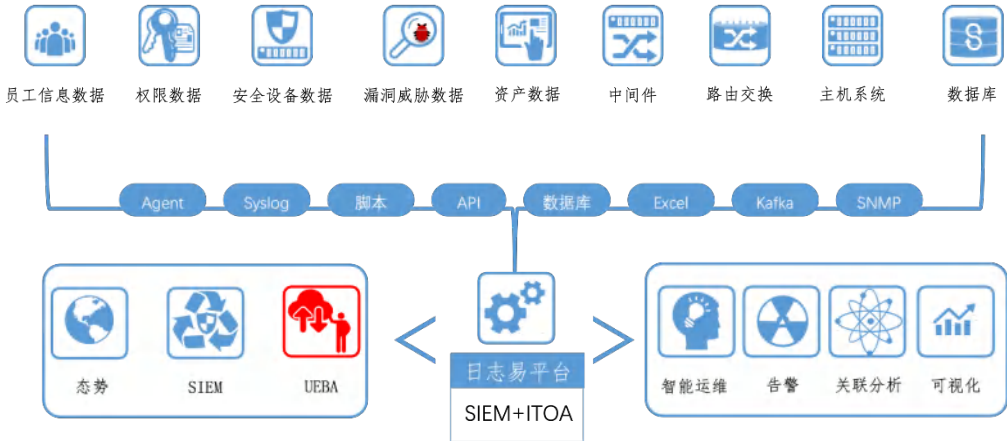 员工信息数据
权限数据
安全设备数据
漏洞威胁数据
资产数据
中间件
路由交换
主机系统
数据库
Agent
Syslog
脚本
API
数据库
Excel
Kafka
SNMP
态势
SIEM
UEBA
日志易平台
SIEM+ITOA
智能运维
告警
关联分析
可视化